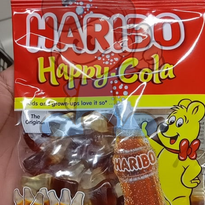 HARIBO
Happy-Cola
Kids and grown-ups love it so
The
Original
HARIBO